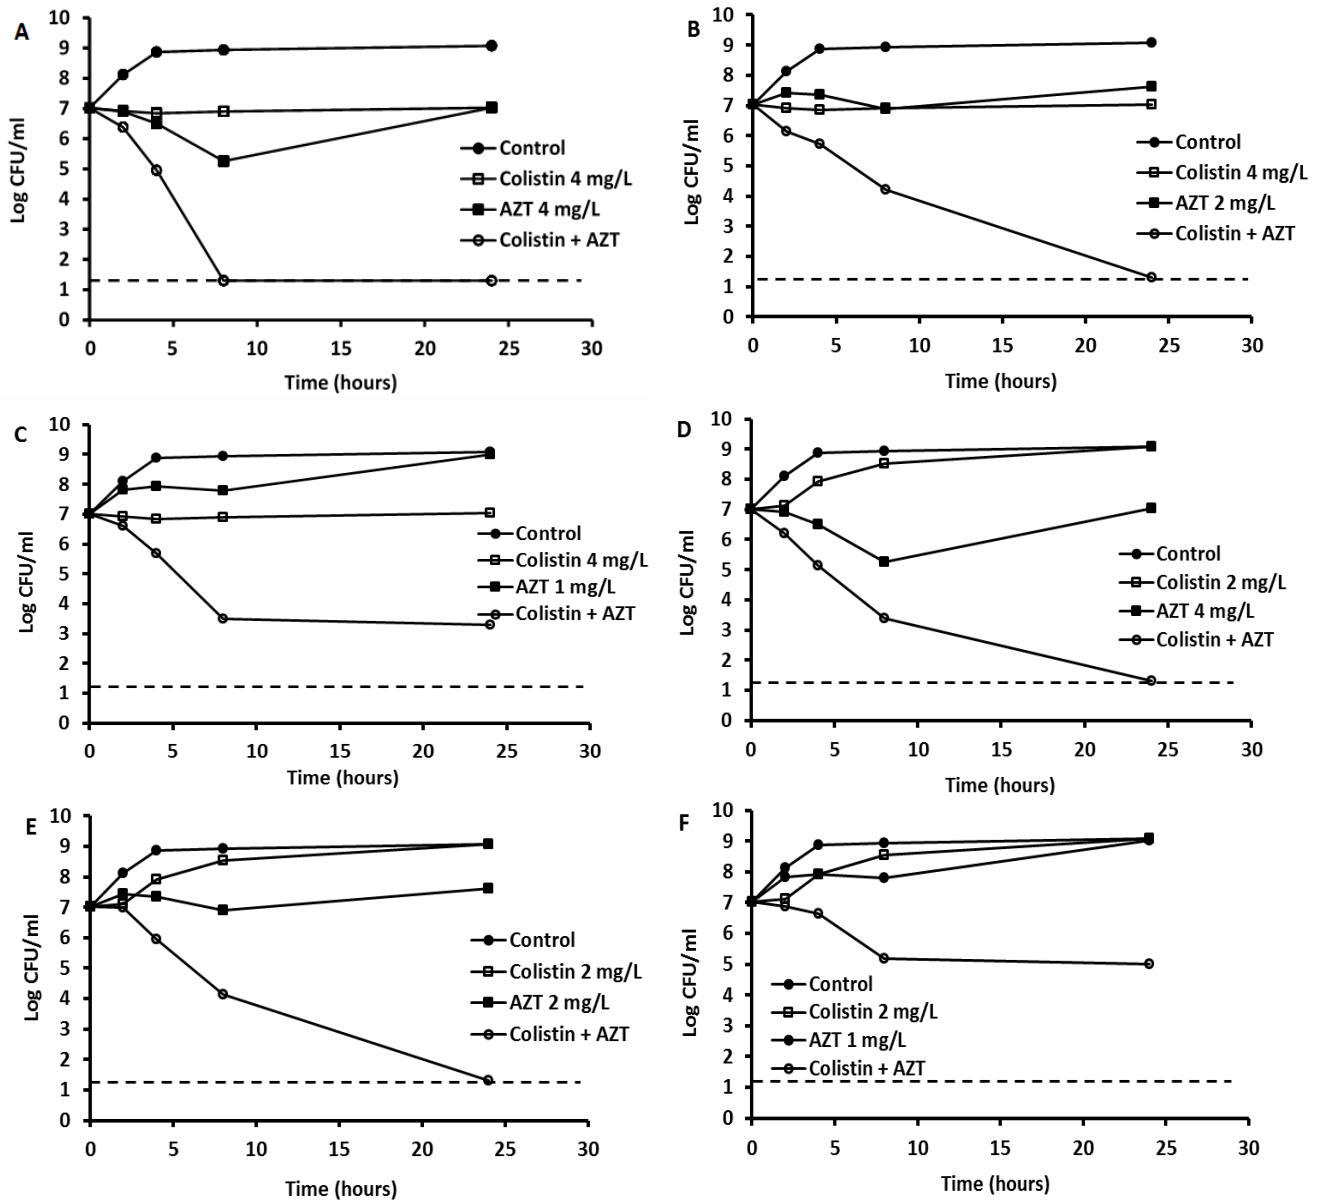 A
10
9
8
7
6
5
4
3
2
1
0
Log CFU/ml
Control
Colistin 4 mg/L
AZT 4 mg/L
Colistin + AZT
0 5 10 15 20 25 30
Time (hours)
B
10
9
8
7
6
5
4
3
2
1
0
Log CFU/ml
Control
Colistin 4 mg/L
AZT 2 mg/L
Colistin + AZT
0 5 10 15 20 25 30
Time (hours)
C
10
9
8
7
6
5
4
3
2
1
0
Log CFU/ml
Control
Colistin 4 mg/L
AZT 1 mg/L
Colistin + AZT
0 5 10 15 20 25 30
Time (hours)
D
10
9
8
7
6
5
4
3
2
1
0
Log CFU/ml
Control
Colistin 2 mg/L
AZT 4 mg/L
Colistin + AZT
0 5 10 15 20 25 30
Time (hours)
E
10
9
8
7
6
5
4
3
2
1
0
Log CFU/ml
Control
Colistin 2 mg/L
AZT 2 mg/L
Colistin + AZT
0 5 10 15 20 25 30
Time (hours)
F
10
9
8
7
6
5
4
3
2
1
0
Log CFU/ml
Control
Colistin 2 mg/L
AZT 1 mg/L
Colistin + AZT
0 5 10 15 20 25 30
Time (hours)